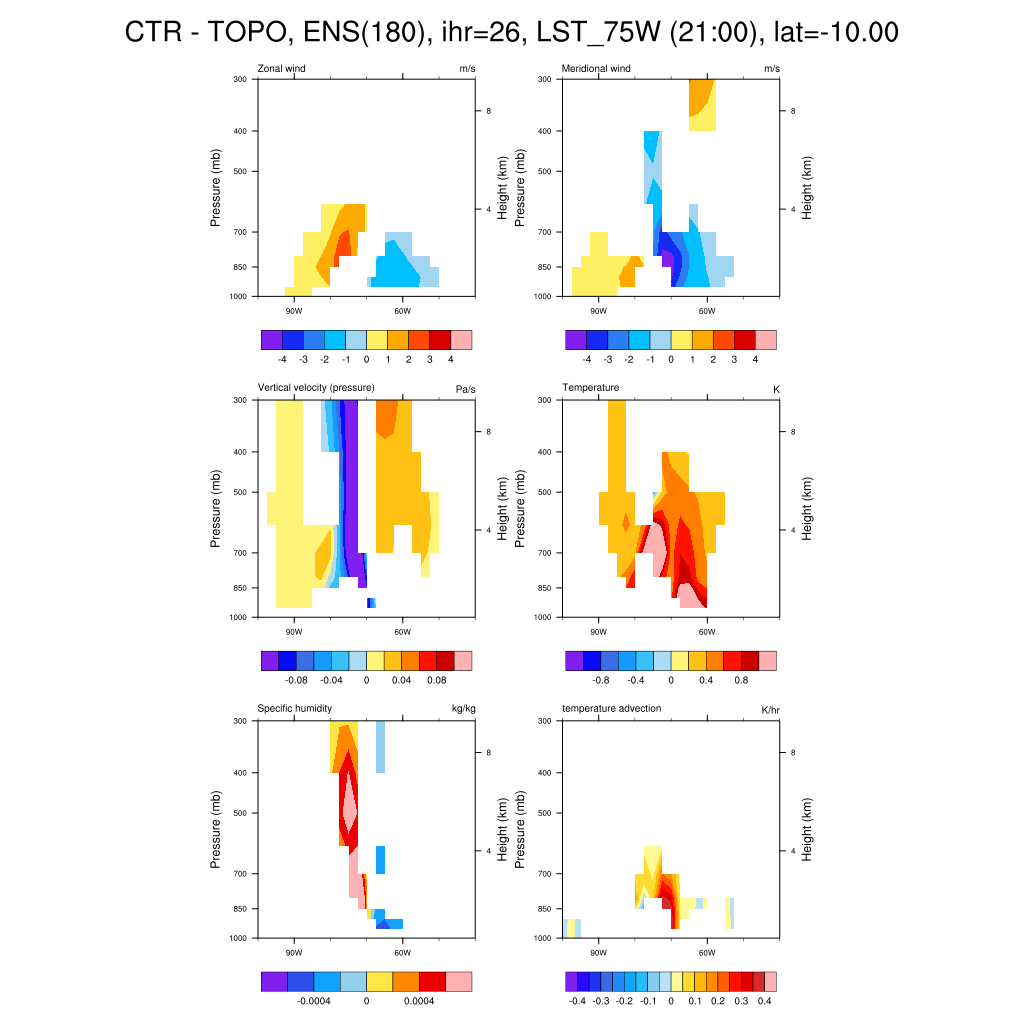 CTR - TOPO, ENS(180), ihr=26, LST_75W (21:00), lat=-10.00
Zonal wind m/s
Meridional wind m/s
300
400
500
700
850
1000
Pressure (mb)
8
4
Height (km)
90W 60W
300
400
500
700
850
1000
Pressure (mb)
8
4
Height (km)
90W 60W
-4 -3 -2 -1 0 1 2 3 4
-4 -3 -2 -1 0 1 2 3 4
Vertical velocity (pressure) Pa/s
Temperature K
300
400
500
700
850
1000
Pressure (mb)
8
4
Height (km)
90W 60W
300
400
500
700
850
1000
Pressure (mb)
8
4
Height (km)
90W 60W
-0.08 -0.04 0 0.04 0.08
-0.8 -0.4 0 0.4 0.8
Specific humidity kg/kg
temperature advection K/hr
300
400
500
700
850
1000
Pressure (mb)
8
4
Height (km)
90W 60W
300
400
500
700
850
1000
Pressure (mb)
8
4
Height (km)
90W 60W
-0.0004 0 0.0004
-0.4 -0.3 -0.2 -0.1 0 0.1 0.2 0.3 0.4